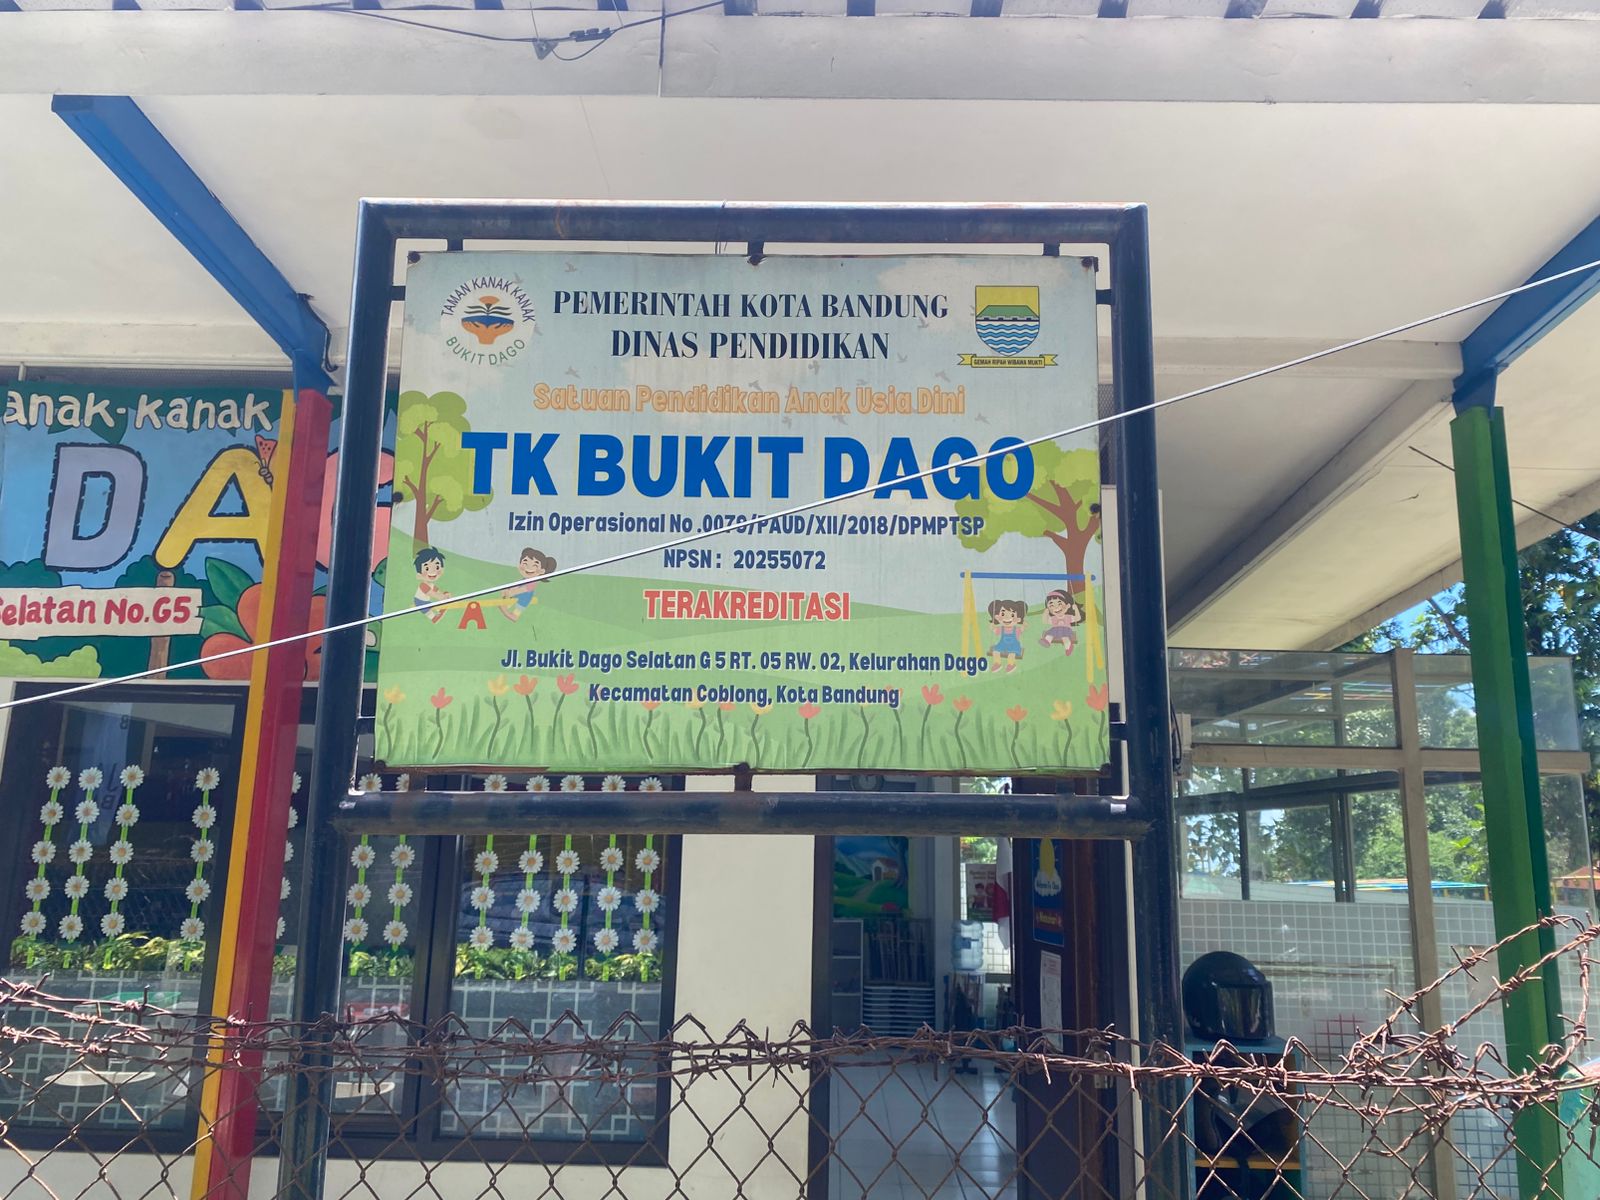 TAMAN KANAK KANAK
BUKIT DAGO
PEMERINTAH KOTA BANDUNG
DINAS PENDIDIKAN
GEMAH RIPAH WIBAWA MUKTI
Satuan Pendidikan Anak Usia Dini
TK BUKIT DAGO
Izin Operasional No .0079/PAUD/XII/2018/DPMPTSP
NPSN : 20255072
TERAKREDITASI
Jl. Bukit Dago Selatan G 5 RT. 05 RW. 02, Kelurahan Dago
Kecamatan Coblong, Kota Bandung
anak-kanak
DAG
Selatan No.G5